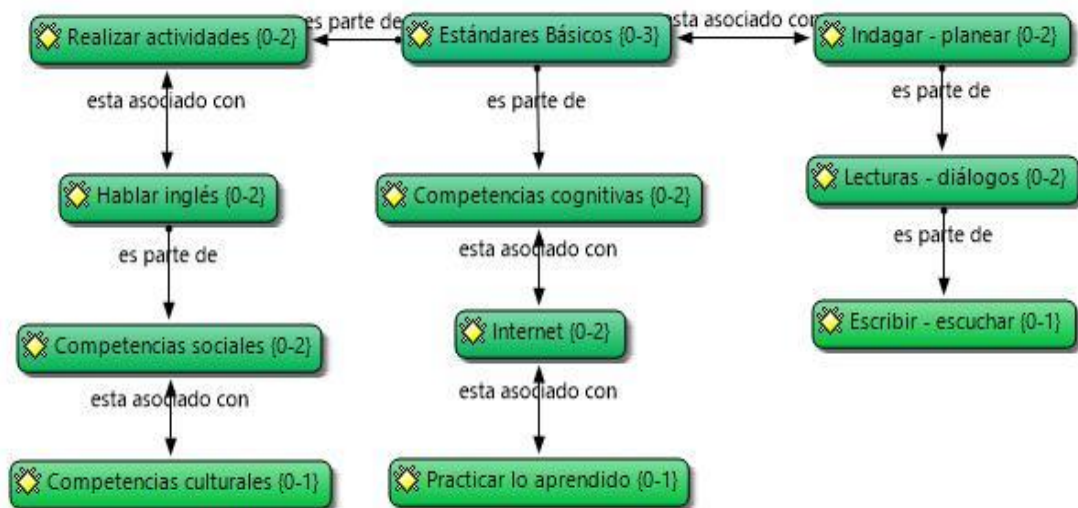 es parte de
esta asociado con
Realizar actividades {0-2}
Estándares Básicos {0-3}
Indagar - planear {0-2}
esta asociado con
es parte de
es parte de
Hablar inglés {0-2}
Competencias cognitivas {0-2}
Lecturas - diálogos {0-2}
es parte de
esta asociado con
es parte de
Competencias sociales {0-2}
Internet {0-2}
Escribir - escuchar {0-1}
esta asociado con
esta asociado con
Competencias culturales {0-1}
Practicar lo aprendido {0-1}